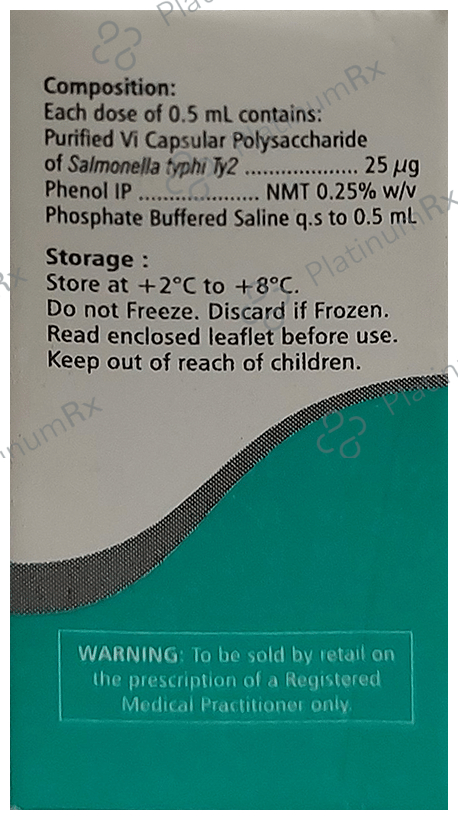 Composition:
Each dose of 0.5 mL contains:
Purified Vi Capsular Polysaccharide
of Salmonella typhi Ty2 ................... 25 µg
Phenol IP .................... NMT 0.25% w/v
Phosphate Buffered Saline q.s to 0.5 mL
Storage :
Store at +2°C to +8°C.
Do not Freeze. Discard if Frozen.
Read enclosed leaflet before use.
Keep out of reach of children.
WARNING: To be sold by retail on
the prescription of a Registered
Medical Practitioner only.
PlatinumRx